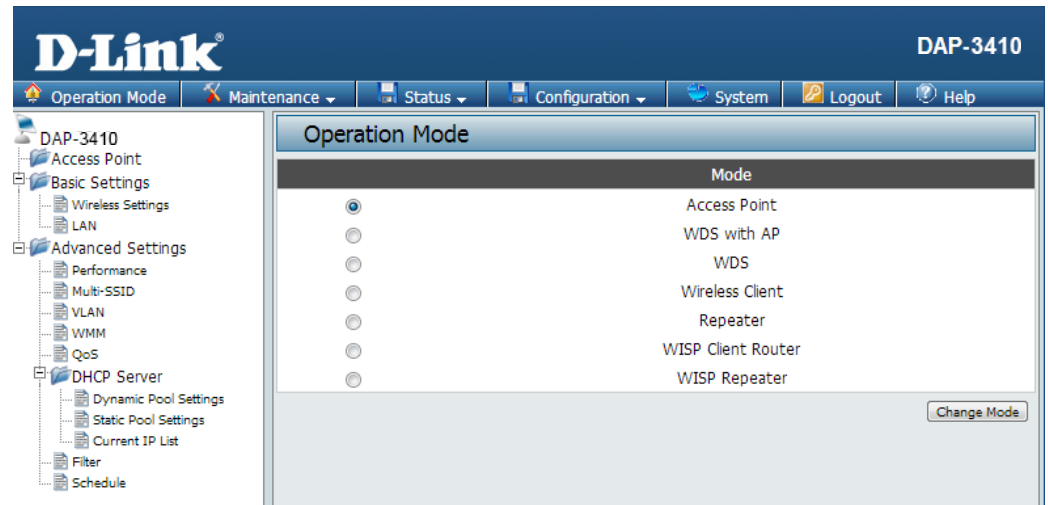 D-Link®
DAP-3410
Operation Mode Maintenance Status Configuration System Logout Help
DAP-3410
Access Point
Basic Settings
Wireless Settings
LAN
Advanced Settings
Performance
Multi-SSID
VLAN
WMM
QoS
DHCP Server
Dynamic Pool Settings
Static Pool Settings
Current IP List
Filter
Schedule
Operation Mode
Mode
Access Point
WDS with AP
WDS
Wireless Client
Repeater
WISP Client Router
WISP Repeater
Change Mode